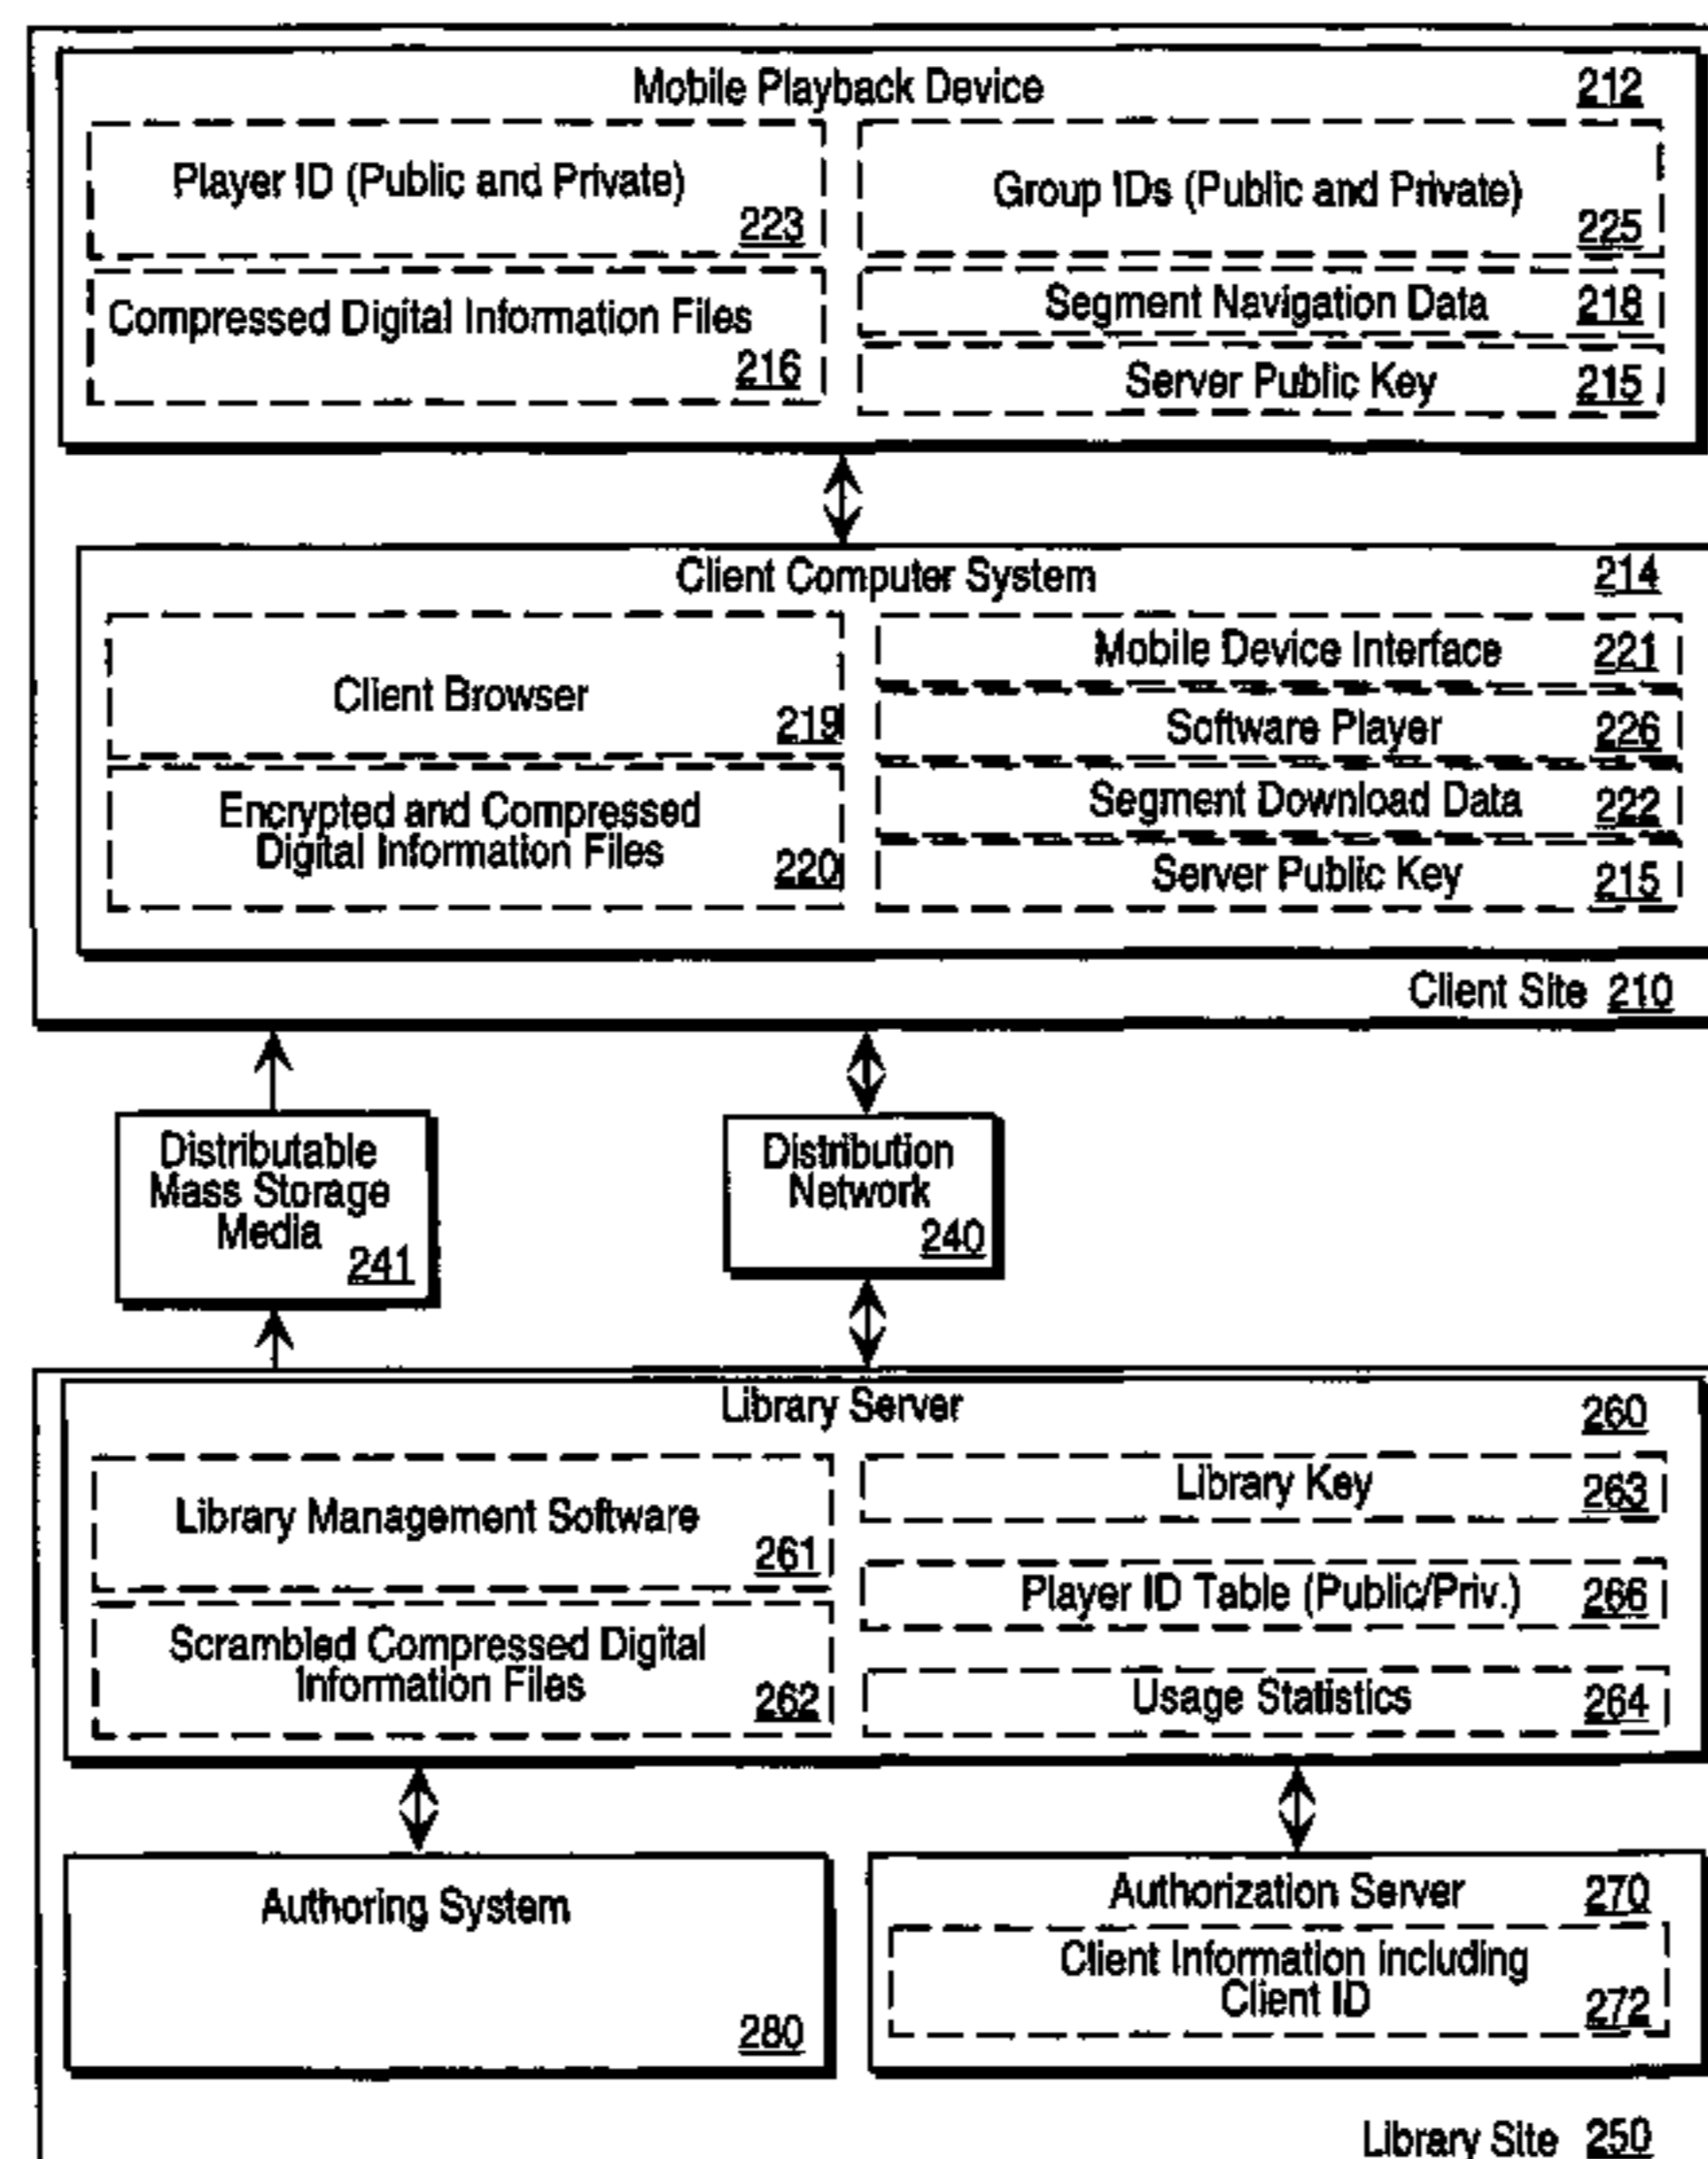 Mobile Playback Device 212
Player ID (Public and Private)
223
Group IDs (Public and Private)
225
Compressed Digital Information Files
216
Segment Navigation Data 218
Server Public Key 215
Client Computer System 214
Client Browser
219
Mobile Device Interface 221
Software Player 226
Encrypted and Compressed
Digital Information Files
220
Segment Download Data 222
Server Public Key 215
Client Site 210
Distributable
Mass Storage
Media
241
Distribution
Network
240
Library Server 260
Library Management Software
261
Library Key 263
Player ID Table (Public/Priv.) 266
Scrambled Compressed Digital
Information Files
262
Usage Statistics 264
Authoring System
280
Authorization Server 270
Client Information including
Client ID
272
Library Site 250